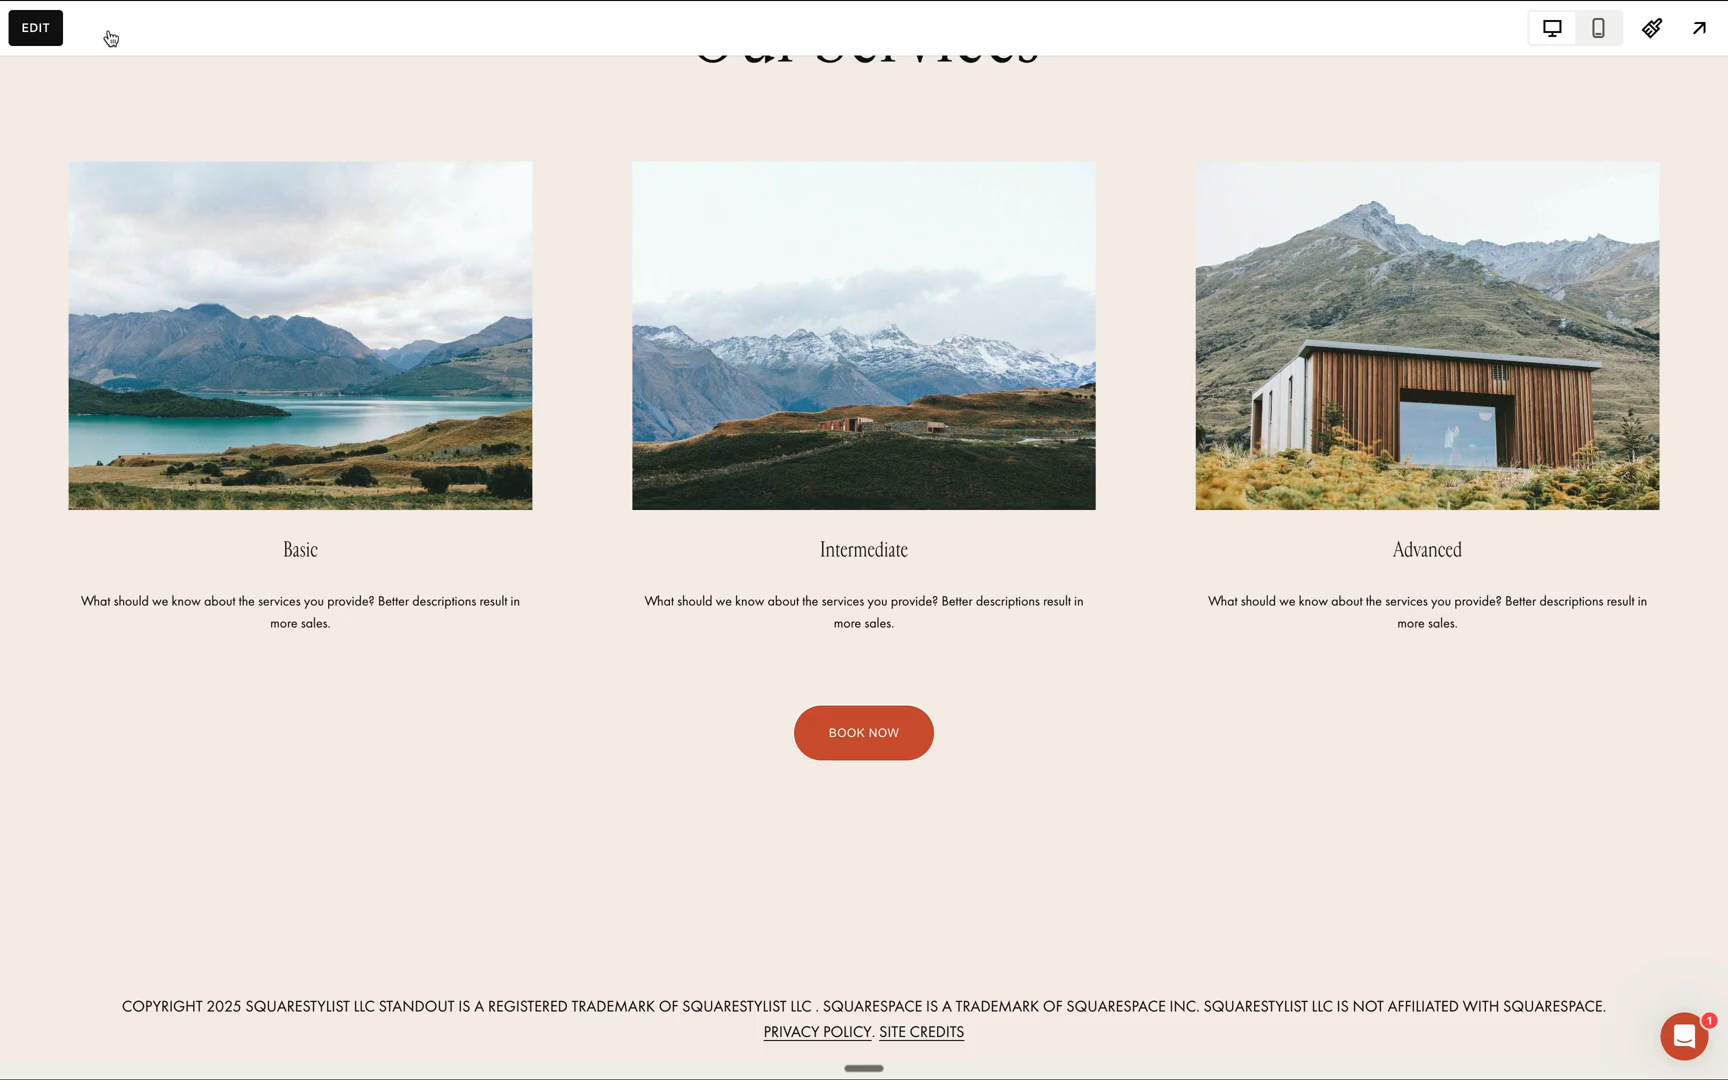 EDIT
Our Services
Basic
Intermediate
Advanced
What should we know about the services you provide? Better descriptions result in
more sales.
What should we know about the services you provide? Better descriptions result in
more sales.
What should we know about the services you provide? Better descriptions result in
more sales.
BOOK NOW
COPYRIGHT 2025 SQUARESTYLIST LLC STANDOUT IS A REGISTERED TRADEMARK OF SQUARESTYLIST LLC . SQUARESPACE IS A TRADEMARK OF SQUARESPACE INC. SQUARESTYLIST LLC IS NOT AFFILIATED WITH SQUARESPACE.
PRIVACY POLICY. SITE CREDITS
1